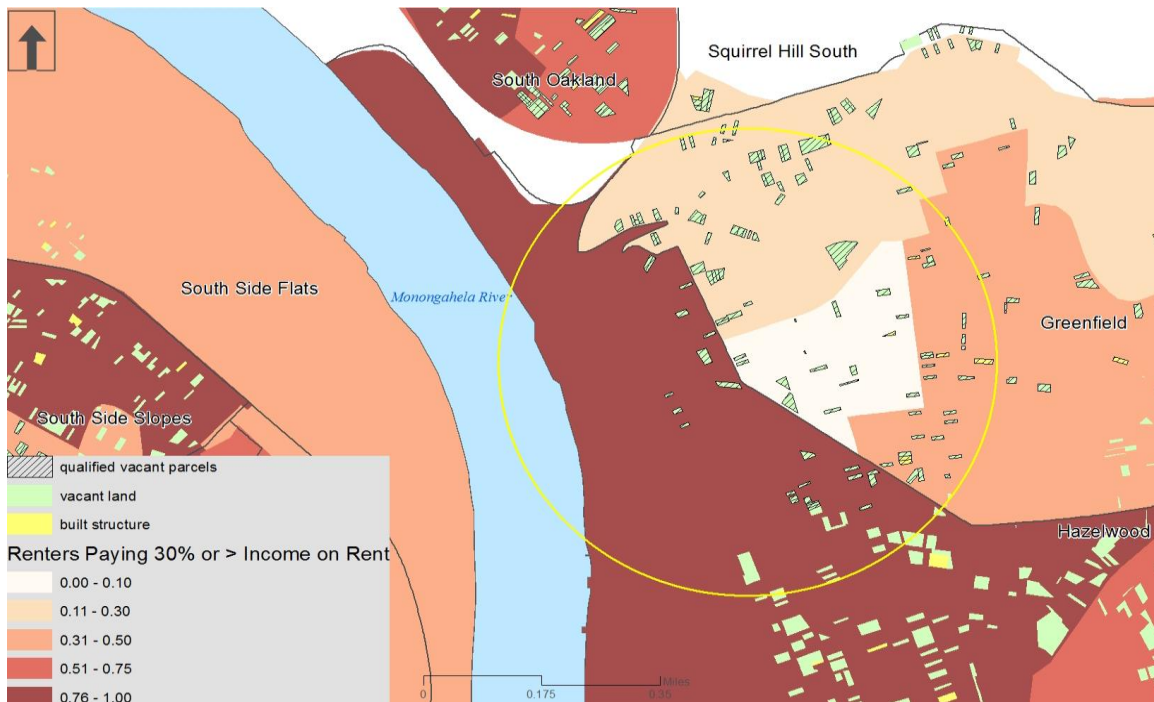 Squirrel Hill South
South Oakland
South Side Flats
Monongahela River
Greenfield
South Side Slopes
Hazelwood
qualified vacant parcels
vacant land
built structure
Renters Paying 30% or > Income on Rent
0.00 - 0.10
0.11 - 0.30
0.31 - 0.50
0.51 - 0.75
0.76 - 1.00
Miles
0 0.175 0.35